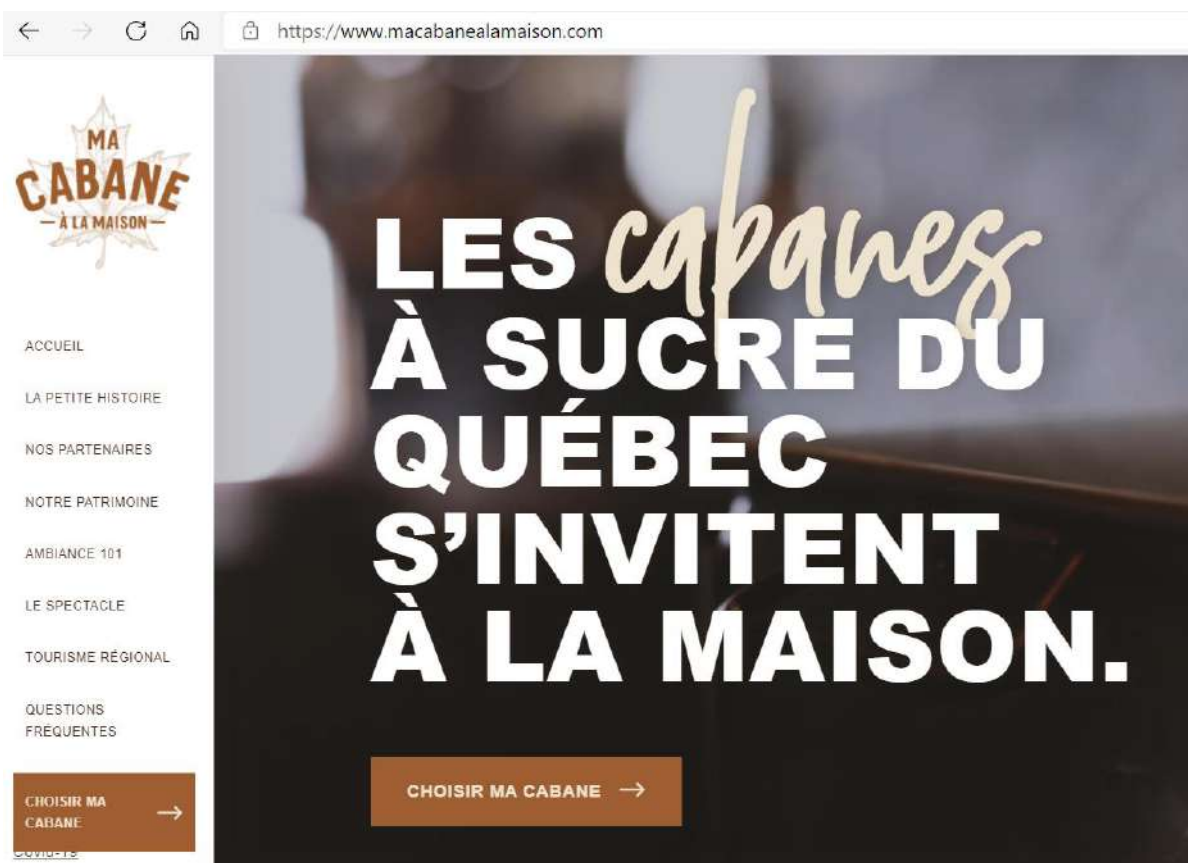 https://www.macabanealamaison.com
MA
CABANE
— À LA MAISON —
ACCUEIL
LA PETITE HISTOIRE
NOS PARTENAIRES
NOTRE PATRIMOINE
AMBIANCE 101
LE SPECTACLE
TOURISME RÉGIONAL
QUESTIONS
FRÉQUENTES
CHOISIR MA
CABANE
Covid-19
LES cabanes
À SUCRE DU
QUÉBEC
S’INVITENT
À LA MAISON.
CHOISIR MA CABANE →